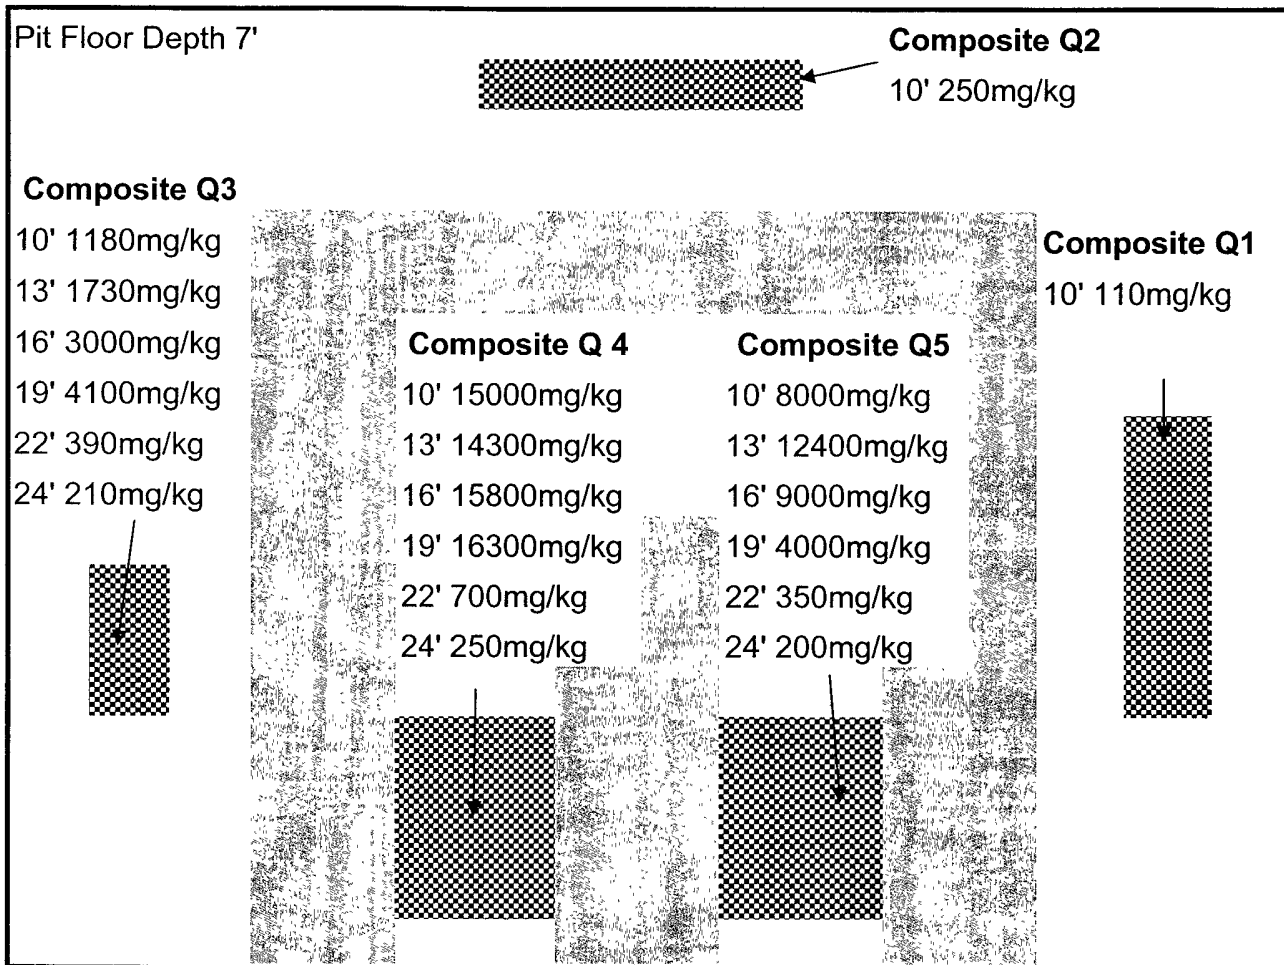 Pit Floor Depth 7'
Composite Q2
10' 250mg/kg
Composite Q3
10' 1180mg/kg
13' 1730mg/kg
16' 3000mg/kg
19' 4100mg/kg
22' 390mg/kg
24' 210mg/kg
Composite Q 4
10' 15000mg/kg
13' 14300mg/kg
16' 15800mg/kg
19' 16300mg/kg
22' 700mg/kg
24' 250mg/kg
Composite Q5
10' 8000mg/kg
13' 12400mg/kg
16' 9000mg/kg
19' 4000mg/kg
22' 350mg/kg
24' 200mg/kg
Composite Q1
10' 110mg/kg